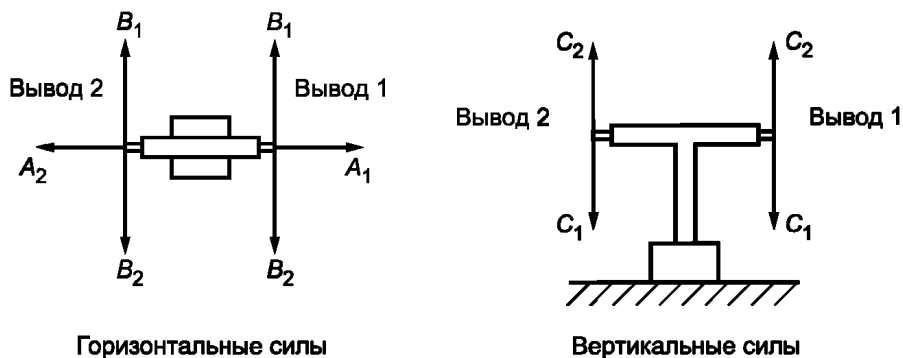 B1 B1
Вывод 2 Вывод 1
A2 A1
B2 B2
Горизонтальные силы
C2 C2
Вывод 2 Вывод 1
C1 C1
Вертикальные силы